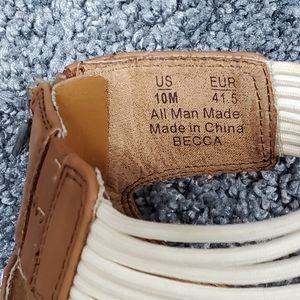 US EUR
10M 41.5
All Man Made
Made in China
BECCA